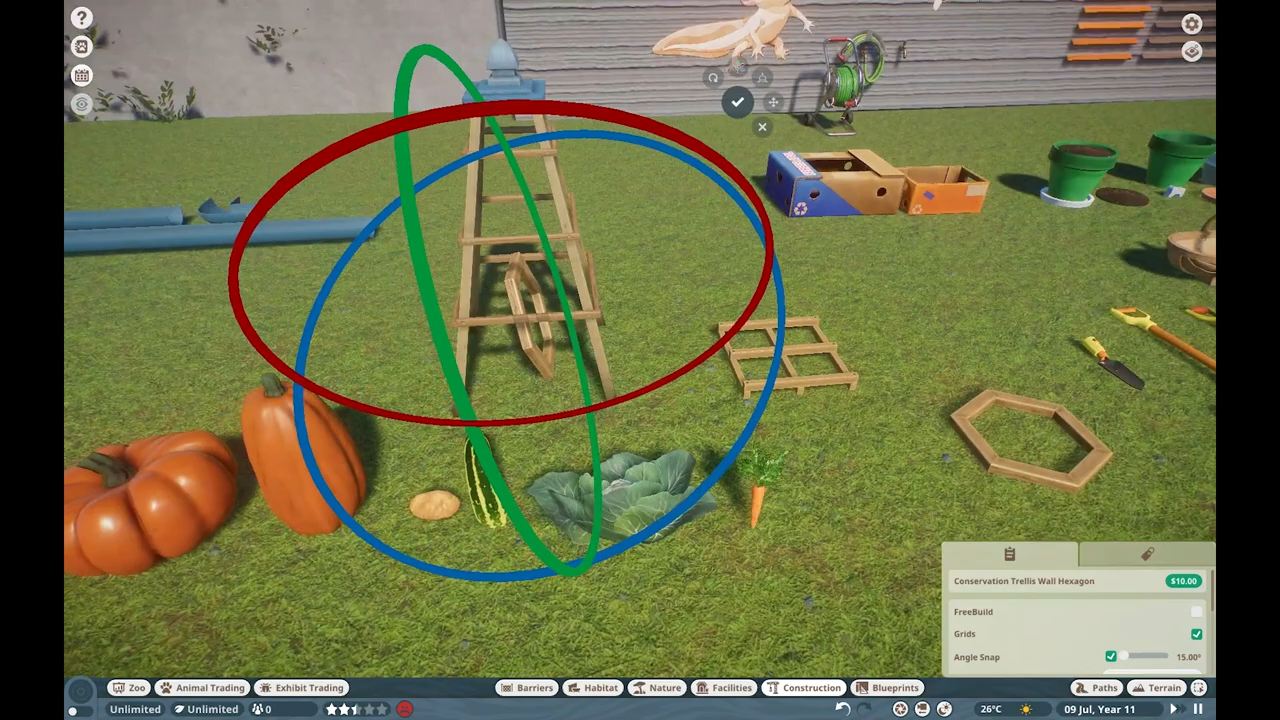 ?
Conservation Trellis Wall Hexagon $10.00
FreeBuild
Grids
Angle Snap 15.00°
Zoo Animal Trading Exhibit Trading Barriers Habitat Nature Facilities Construction Blueprints Paths Terrain
Unlimited Unlimited 0 26°C 09 Jul, Year 11